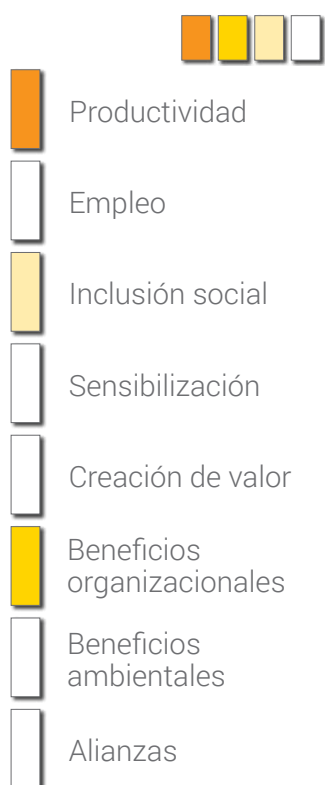 Productividad
Empleo
Inclusión social
Sensibilización
Creación de valor
Beneficios
organizacionales
Beneficios
ambientales
Alianzas